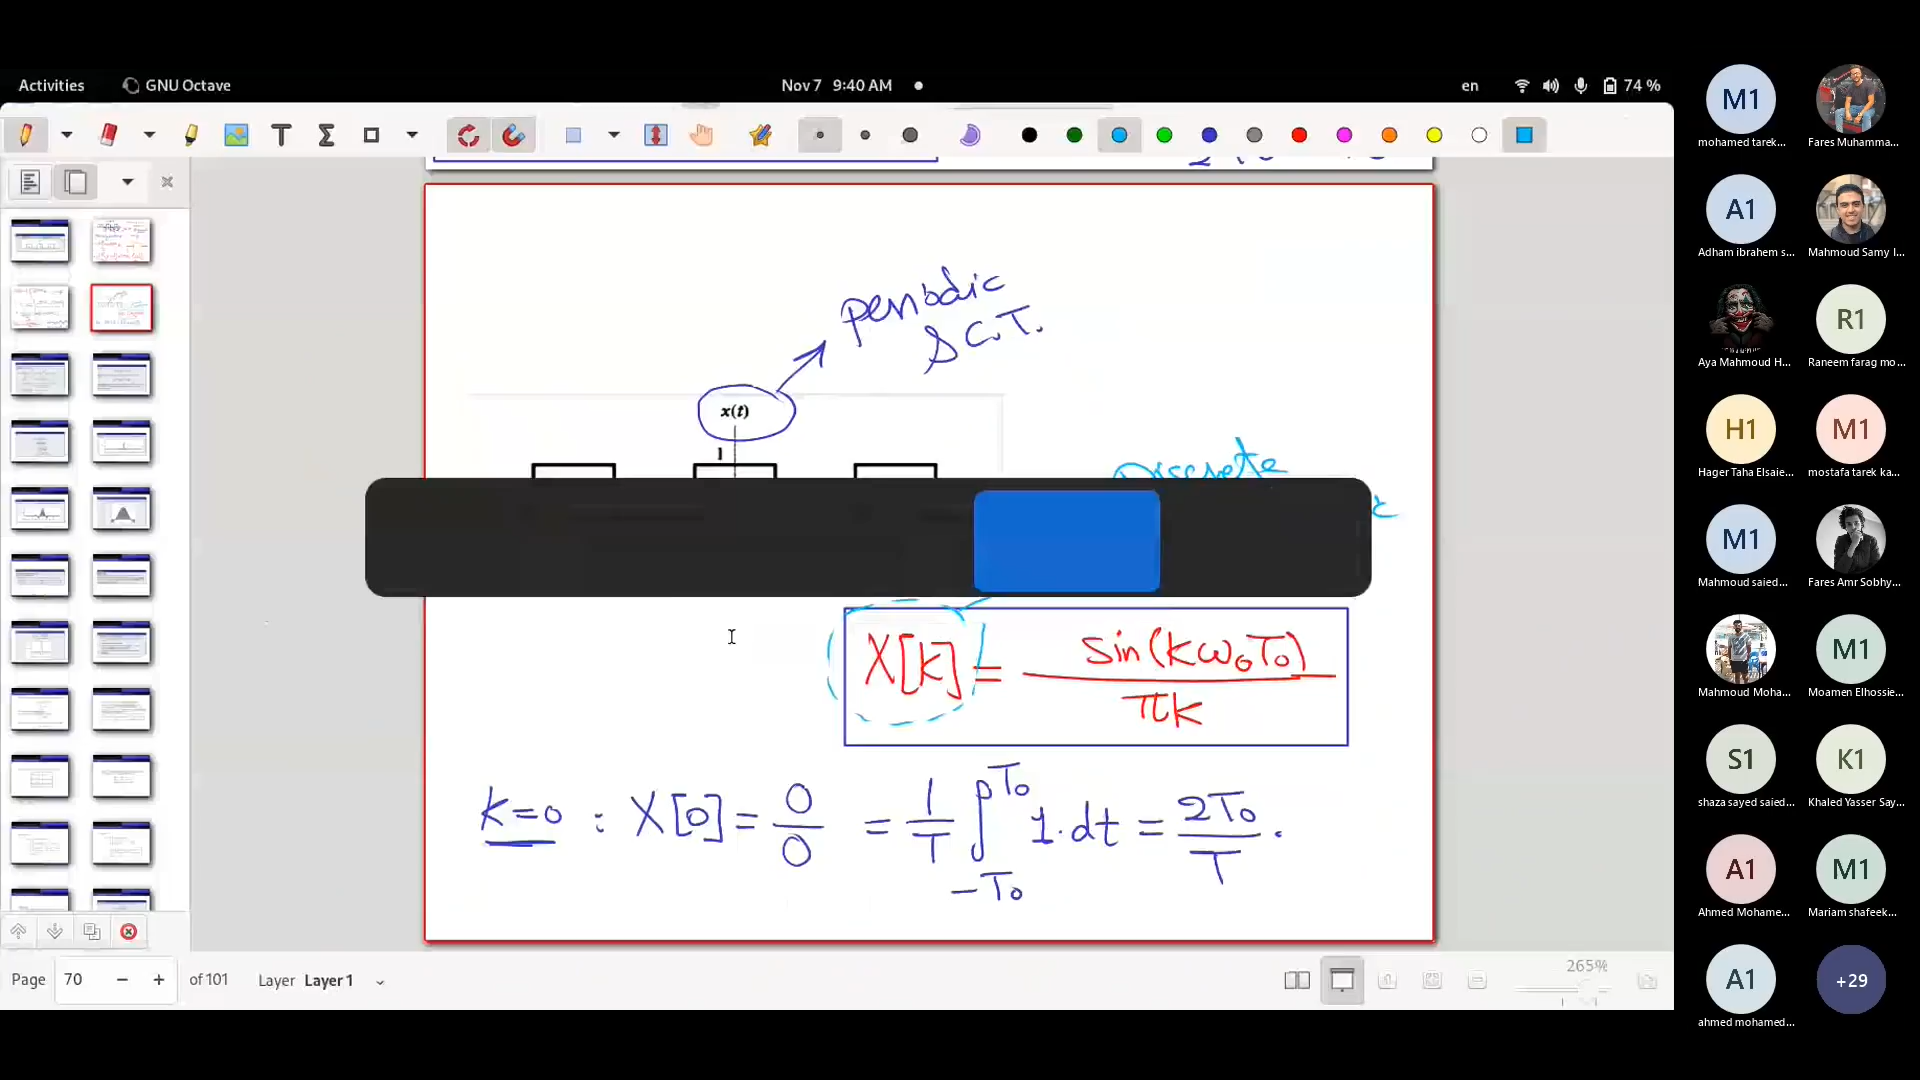 Activities GNU Octave Nov 7 9:40 AM en 74 %
periodic
& C.T.
x(t)
1
Discrete
X[k] = sin(kω₀T₀) / πk
k=0 : X[0] = 0/0 = 1/T ∫_{-T₀}^{T₀} 1.dt = 2T₀/T .
Page 70 of 101 Layer Layer 1 265%
M1
mohamed tarek... Fares Muhamma...
A1
Adham ibrahem s... Mahmoud Samy I...
R1
Aya Mahmoud H... Raneem farag mo...
H1 M1
Hager Taha Elsaie... mostafa tarek ka...
M1
Mahmoud saied... Fares Amr Sobhy...
M1
Mahmoud Moha... Moamen Elhossie...
S1 K1
shaza sayed saied... Khaled Yasser Say...
A1 M1
Ahmed Mohame... Mariam shafeek...
A1 +29
ahmed mohamed...